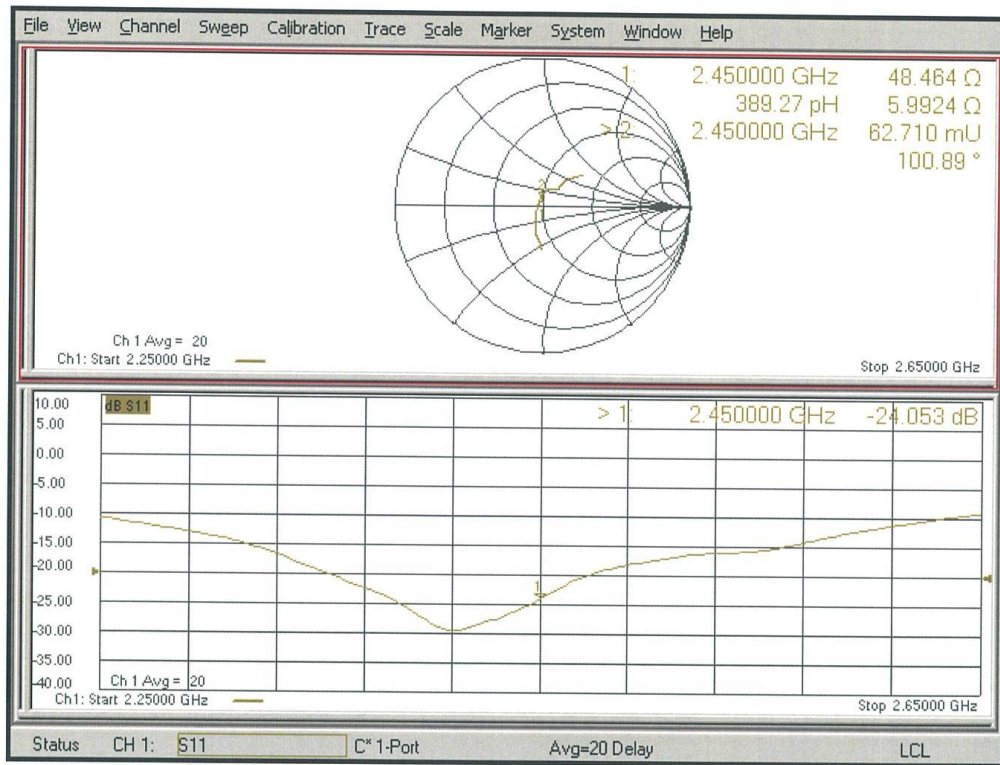 File View Channel Sweep Calibration Trace Scale Marker System Window Help
1: 2.450000 GHz 48.464 Ω
389.27 pH 5.9924 Ω
> 2: 2.450000 GHz 62.710 mU
100.89 °
Ch 1 Avg = 20
Ch1: Start 2.25000 GHz
Stop 2.65000 GHz
10.00
dB S11
> 1: 2.450000 GHz -24.053 dB
5.00
0.00
-5.00
-10.00
-15.00
-20.00
1
-25.00
-30.00
-35.00
-40.00
Ch 1 Avg = 20
Ch1: Start 2.25000 GHz
Stop 2.65000 GHz
Status CH 1: S11 C* 1-Port Avg=20 Delay LCL